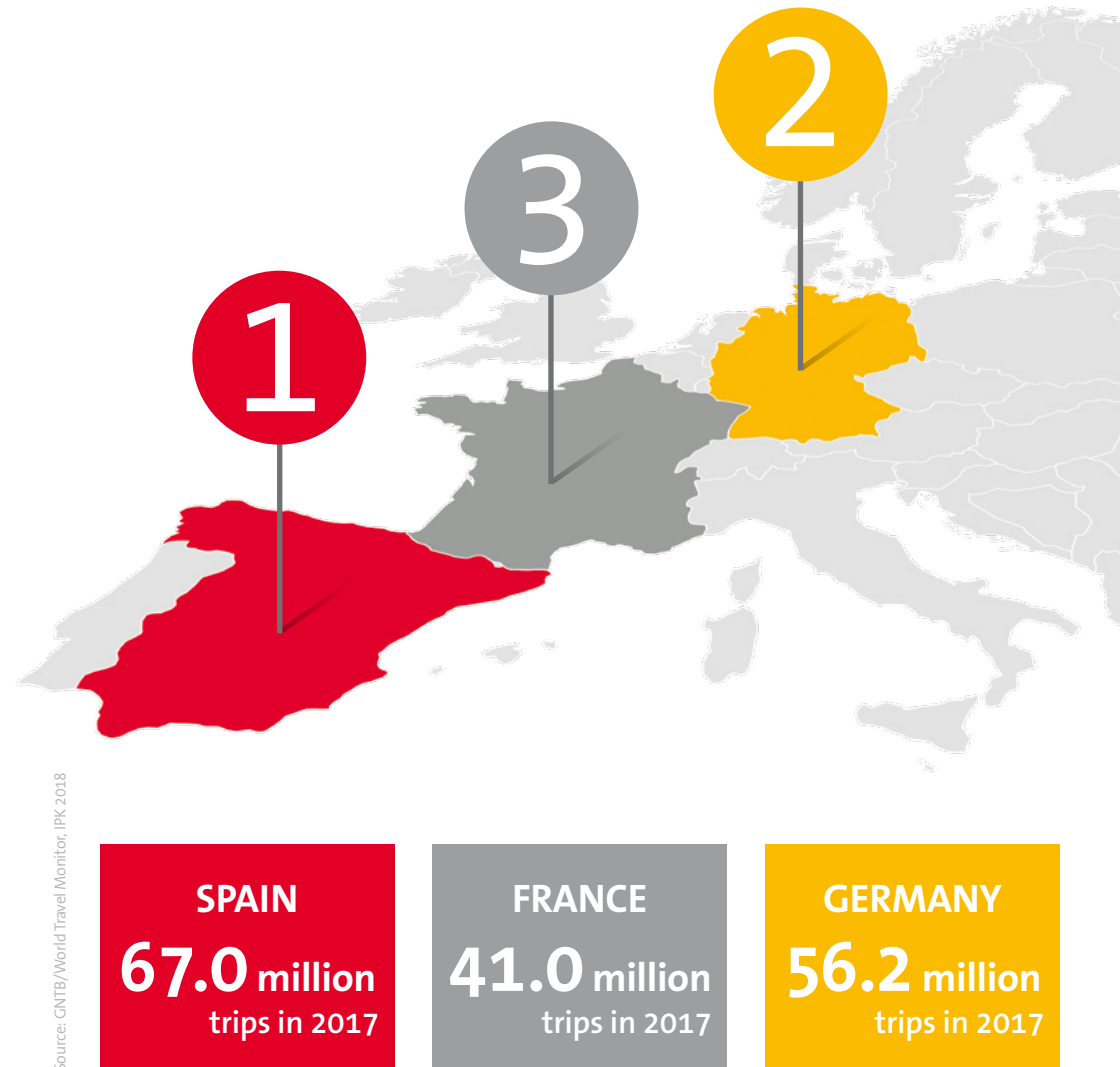 2
3
1
SPAIN
67.0 million
trips in 2017
FRANCE
41.0 million
trips in 2017
GERMANY
56.2 million
trips in 2017
Source: GNTB/World Travel Monitor, IPK 2018